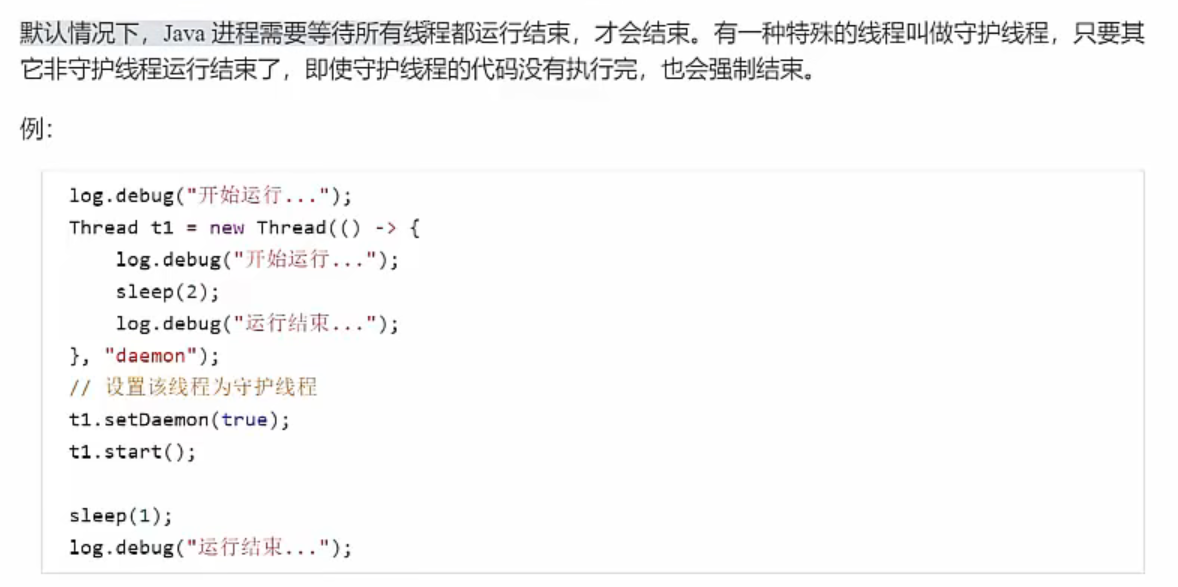 默认情况下，Java 进程需要等待所有线程都运行结束，才会结束。有一种特殊的线程叫做守护线程，只要其
它非守护线程运行结束了，即使守护线程的代码没有执行完，也会强制结束。
例：
log.debug("开始运行...");
Thread t1 = new Thread(() -> {
    log.debug("开始运行...");
    sleep(2);
    log.debug("运行结束...");
}, "daemon");
// 设置该线程为守护线程
t1.setDaemon(true);
t1.start();
sleep(1);
log.debug("运行结束...");